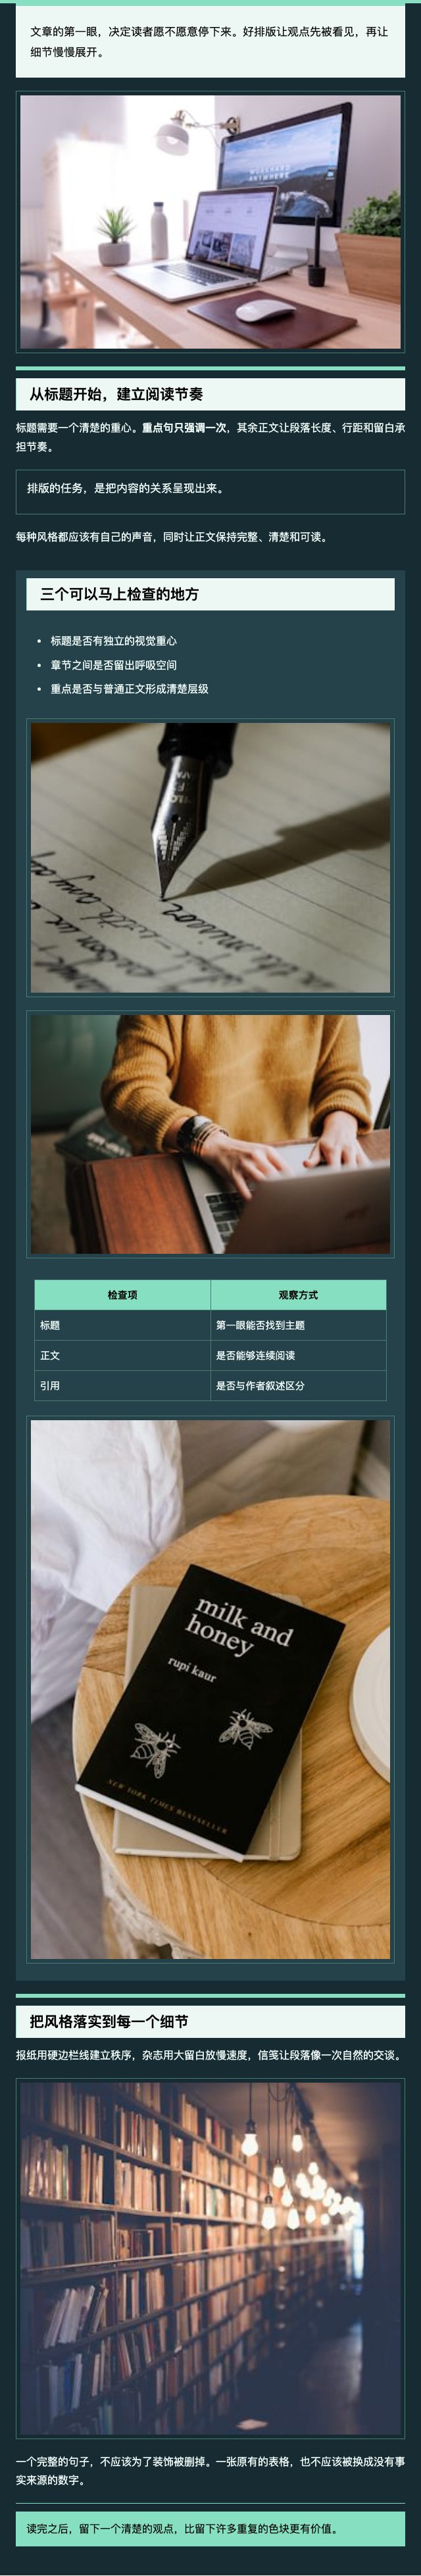 文章的第一眼，决定读者愿不愿意停下来。好排版让观点先被看见，再让
细节慢慢展开。
从标题开始，建立阅读节奏
标题需要一个清楚的重心。重点句只强调一次，其余正文让段落长度、行距和留白承
担节奏。
排版的任务，是把内容的关系呈现出来。
每种风格都应该有自己的声音，同时让正文保持完整、清楚和可读。
三个可以马上检查的地方
• 标题是否有独立的视觉重心
• 章节之间是否留出呼吸空间
• 重点是否与普通正文形成清楚层级
检查项 观察方式
标题 第一眼能否找到主题
正文 是否能够连续阅读
引用 是否与作者叙述区分
milk and
honey
rupi kaur
NEW YORK TIMES BESTSELLER
把风格落实到每一个细节
报纸用硬边栏线建立秩序，杂志用大留白放慢速度，信笺让段落像一次自然的交谈。
一个完整的句子，不应该为了装饰被删掉。一张原有的表格，也不应该被换成没有事
实来源的数字。
读完之后，留下一个清楚的观点，比留下许多重复的色块更有价值。